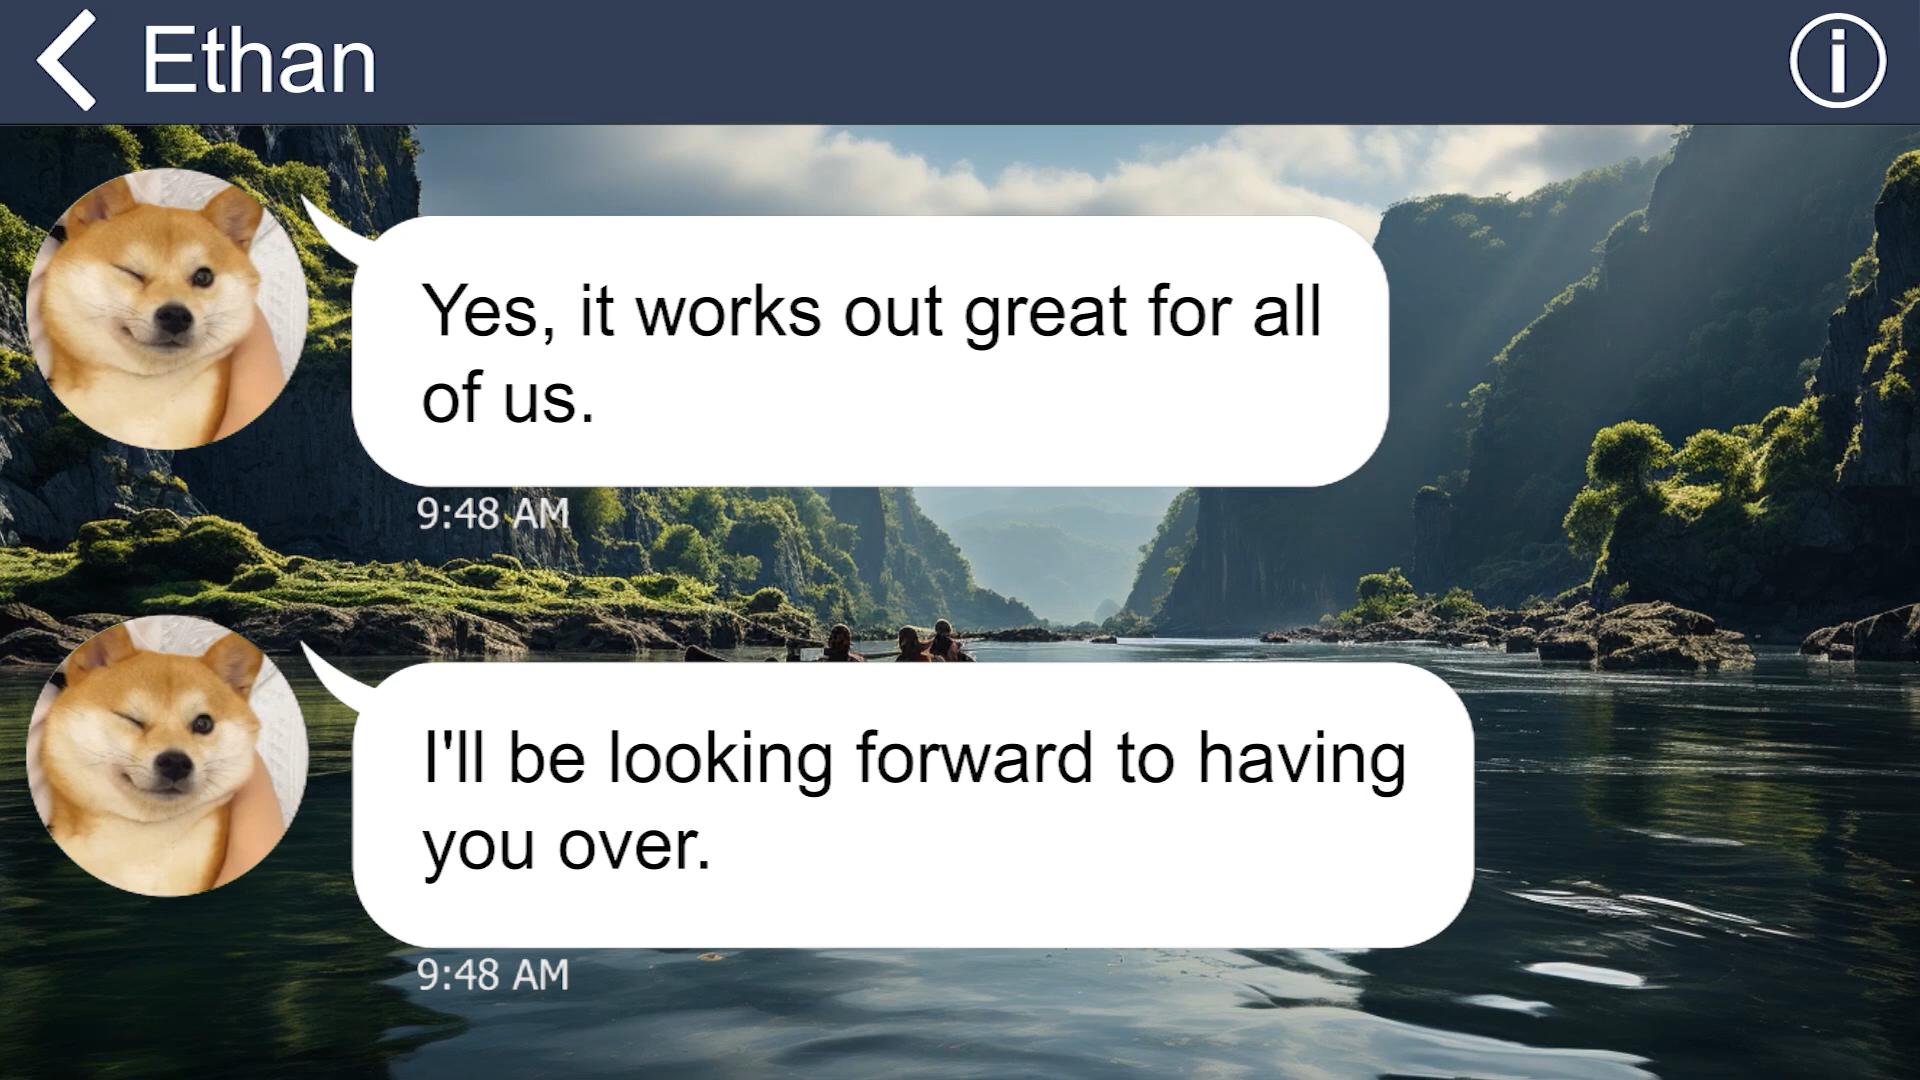 Ethan
Yes, it works out great for all
of us.
9:48 AM
I'll be looking forward to having
you over.
9:48 AM